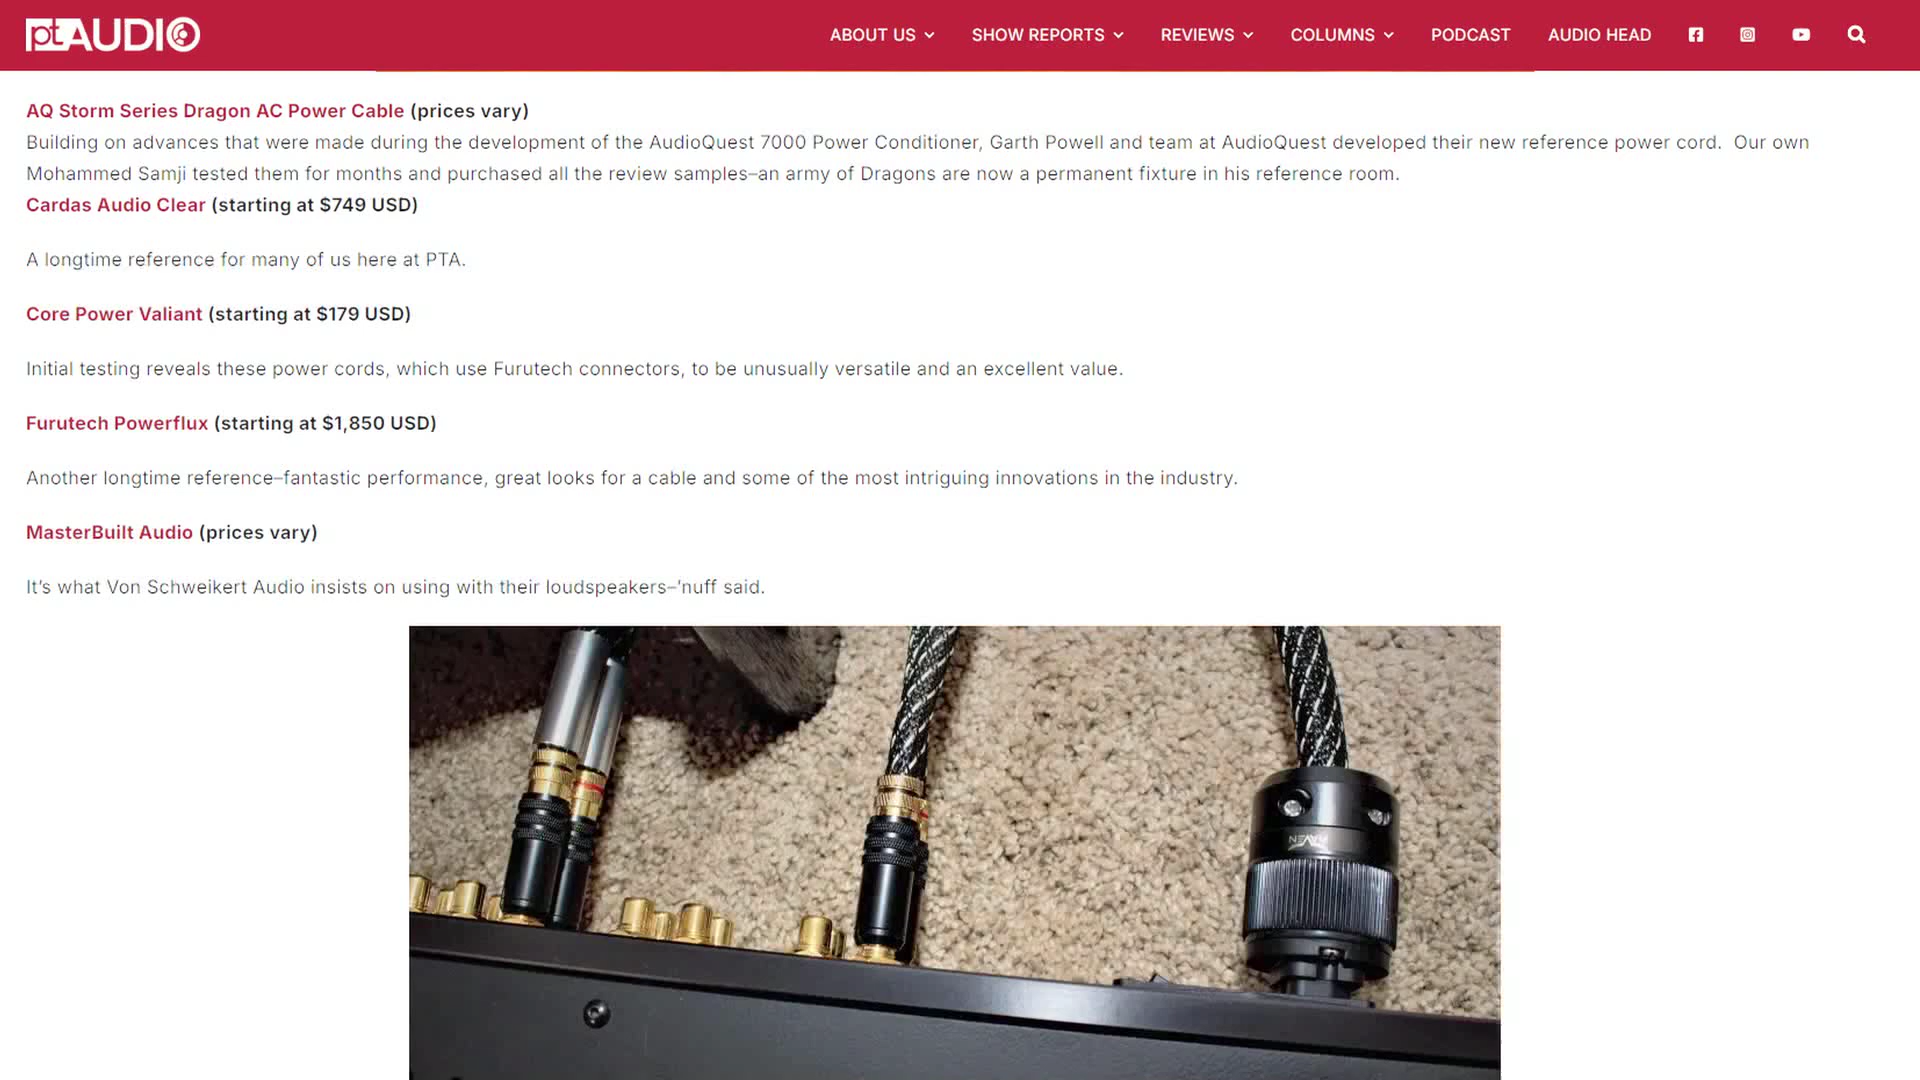 pt AUDIO
ABOUT US
SHOW REPORTS
REVIEWS
COLUMNS
PODCAST
AUDIO HEAD
AQ Storm Series Dragon AC Power Cable (prices vary)
Building on advances that were made during the development of the AudioQuest 7000 Power Conditioner, Garth Powell and team at AudioQuest developed their new reference power cord. Our own
Mohammed Samji tested them for months and purchased all the review samples–an army of Dragons are now a permanent fixture in his reference room.
Cardas Audio Clear (starting at $749 USD)
A longtime reference for many of us here at PTA.
Core Power Valiant (starting at $179 USD)
Initial testing reveals these power cords, which use Furutech connectors, to be unusually versatile and an excellent value.
Furutech Powerflux (starting at $1,850 USD)
Another longtime reference–fantastic performance, great looks for a cable and some of the most intriguing innovations in the industry.
MasterBuilt Audio (prices vary)
It's what Von Schweikert Audio insists on using with their loudspeakers–'nuff said.
RAVEN